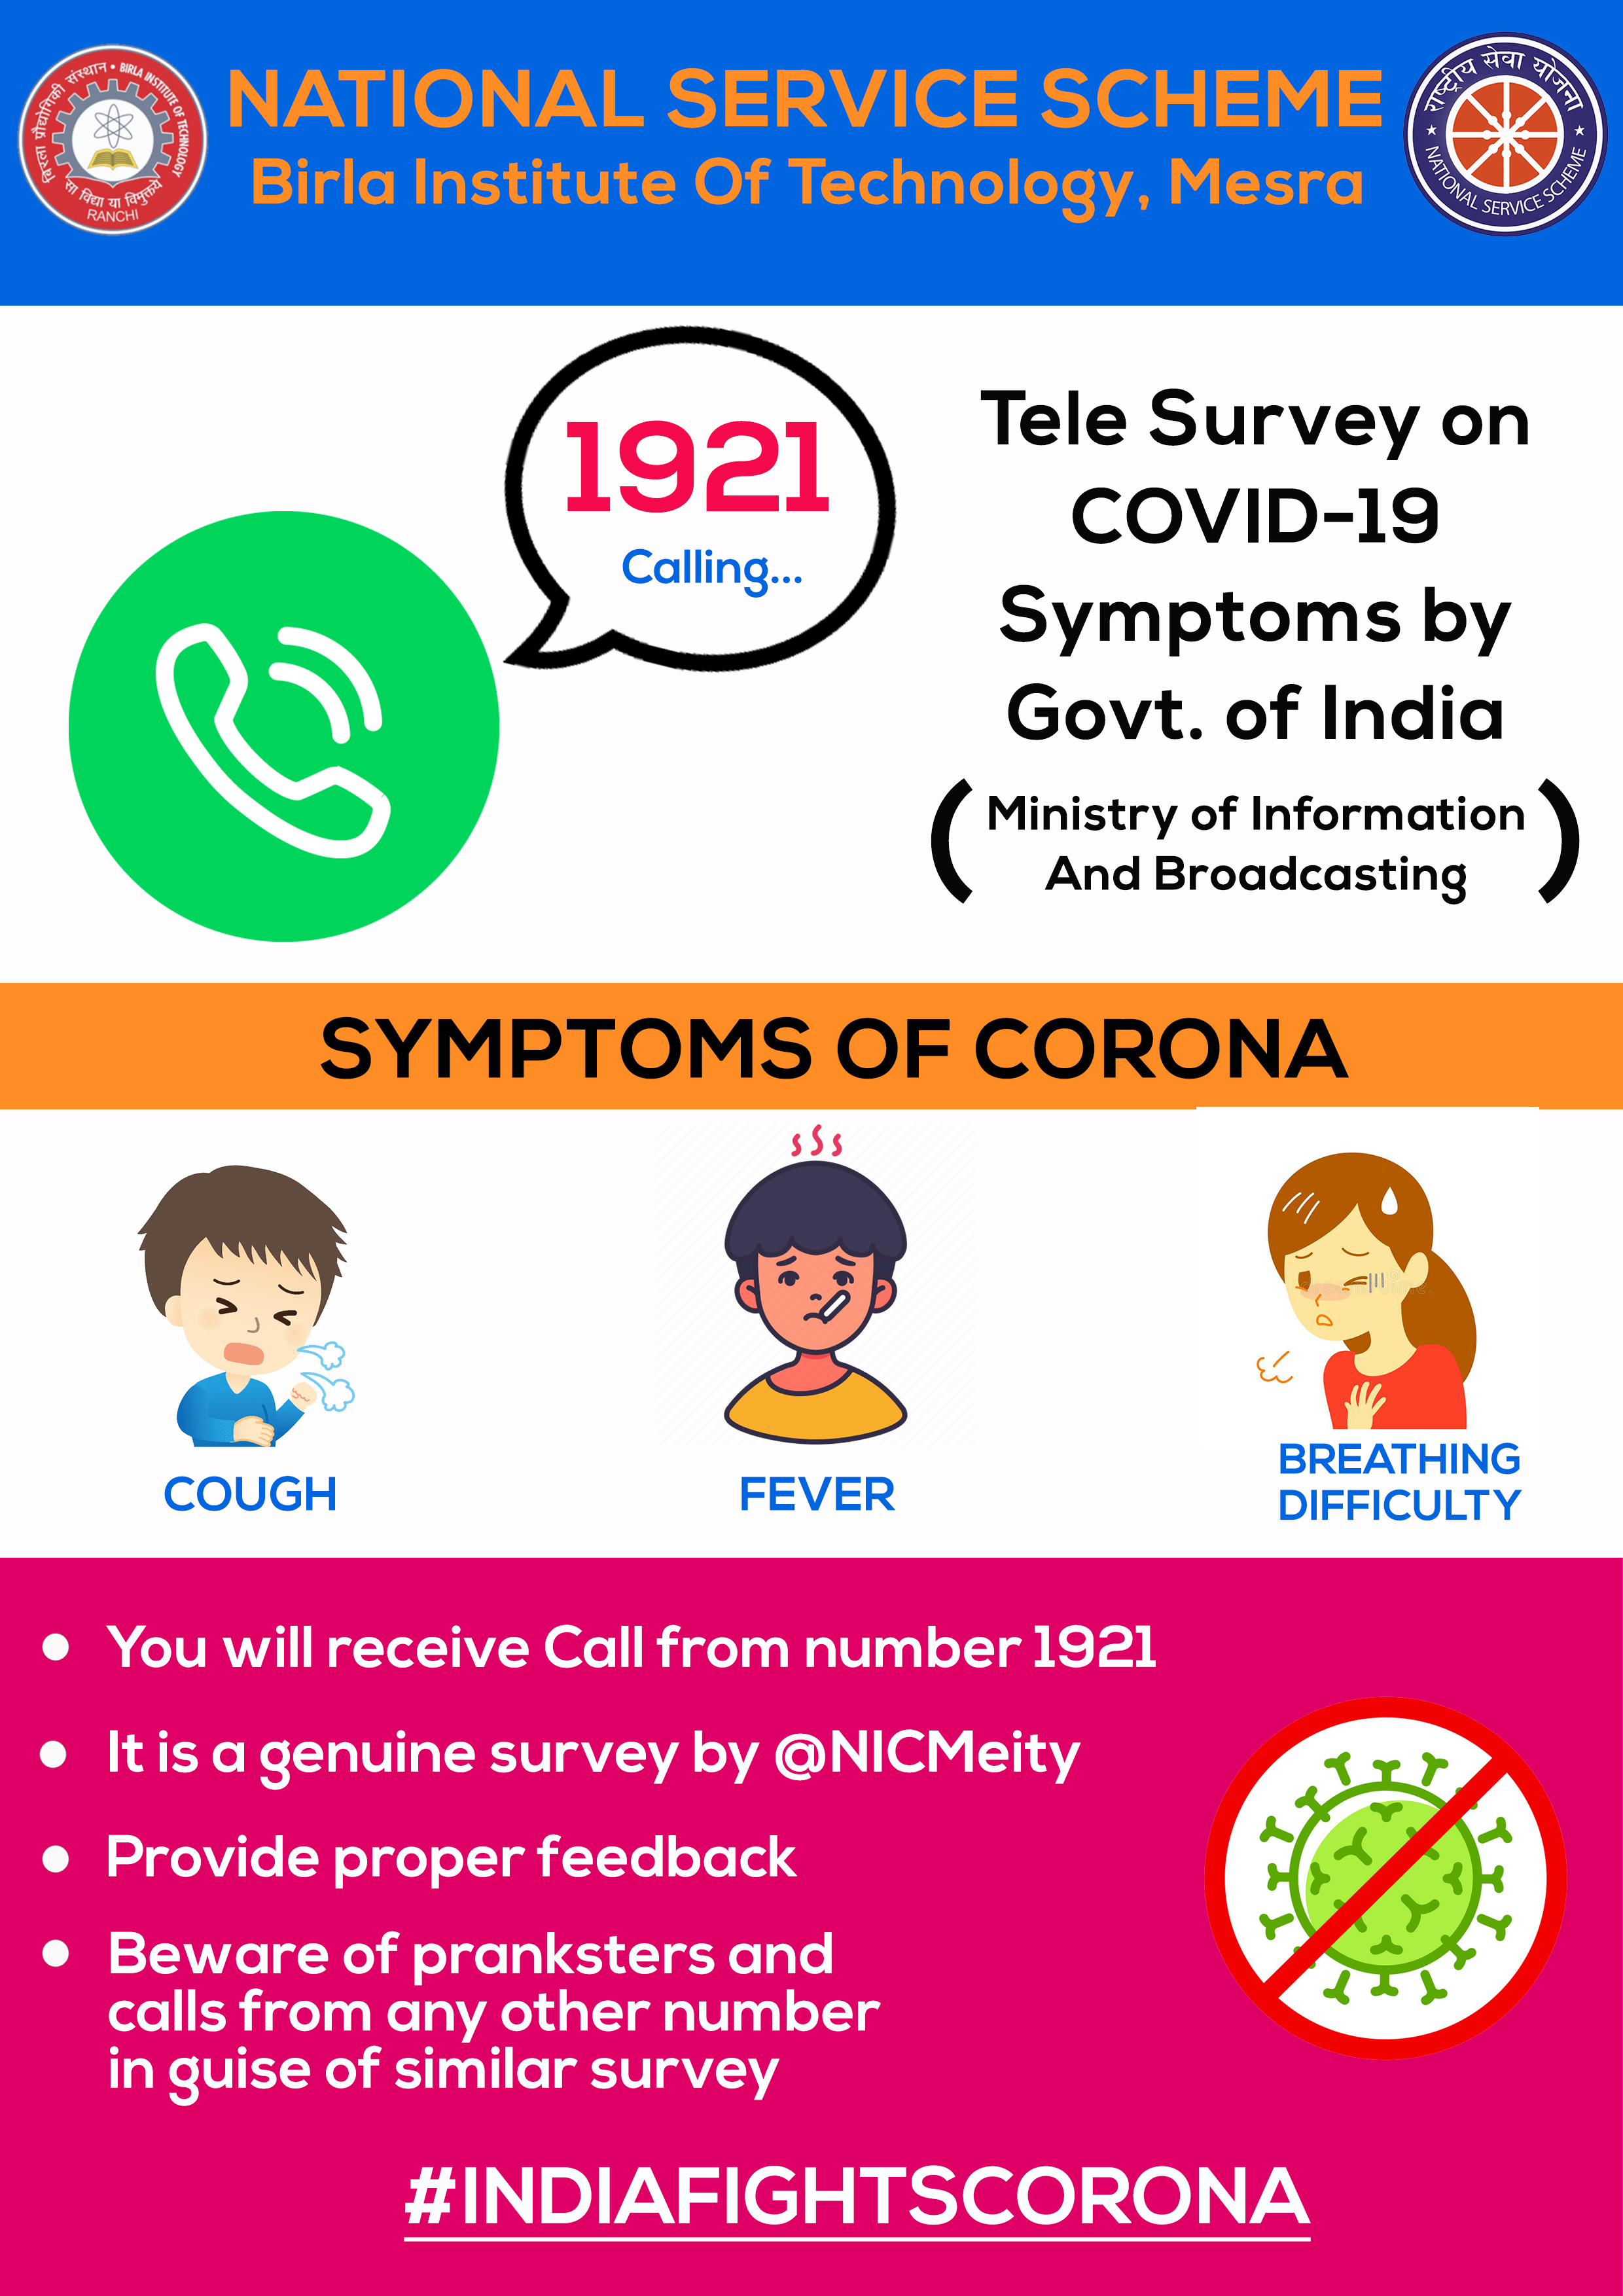 बिरला प्रौद्योगिकी संस्थान • BIRLA INSTITUTE OF TECHNOLOGY
सा विद्या या विमुक्तये
RANCHI
NATIONAL SERVICE SCHEME
Birla Institute Of Technology, Mesra
राष्ट्रीय सेवा योजना
NATIONAL SERVICE SCHEME
1921
Calling...
Tele Survey on
COVID-19
Symptoms by
Govt. of India
( Ministry of Information
And Broadcasting )
SYMPTOMS OF CORONA
COUGH
FEVER
BREATHING
DIFFICULTY
• You will receive Call from number 1921
• It is a genuine survey by @NICMeity
• Provide proper feedback
• Beware of pranksters and
calls from any other number
in guise of similar survey
#INDIAFIGHTSCORONA